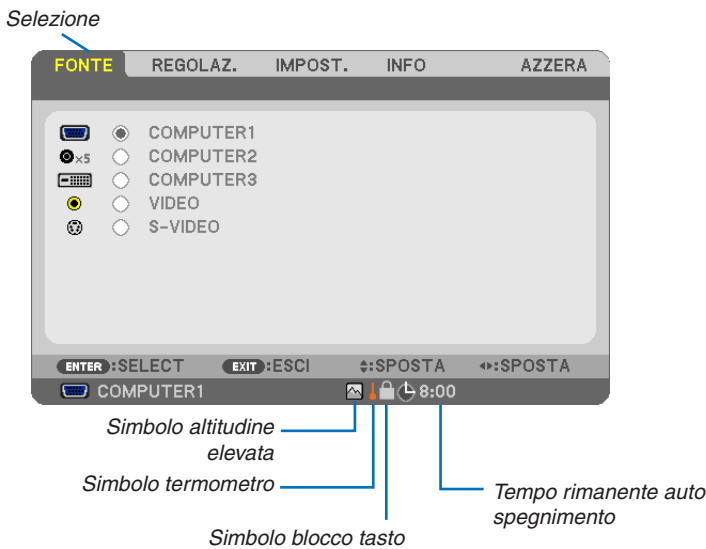 Selezione
FONTE REGOLAZ. IMPOST. INFO AZZERA
COMPUTER1
×5 COMPUTER2
COMPUTER3
VIDEO
S-VIDEO
ENTER :SELECT EXIT :ESCI :SPOSTA :SPOSTA
COMPUTER1 8:00
Simbolo altitudine
elevata
Simbolo termometro
Tempo rimanente auto
spegnimento
Simbolo blocco tasto